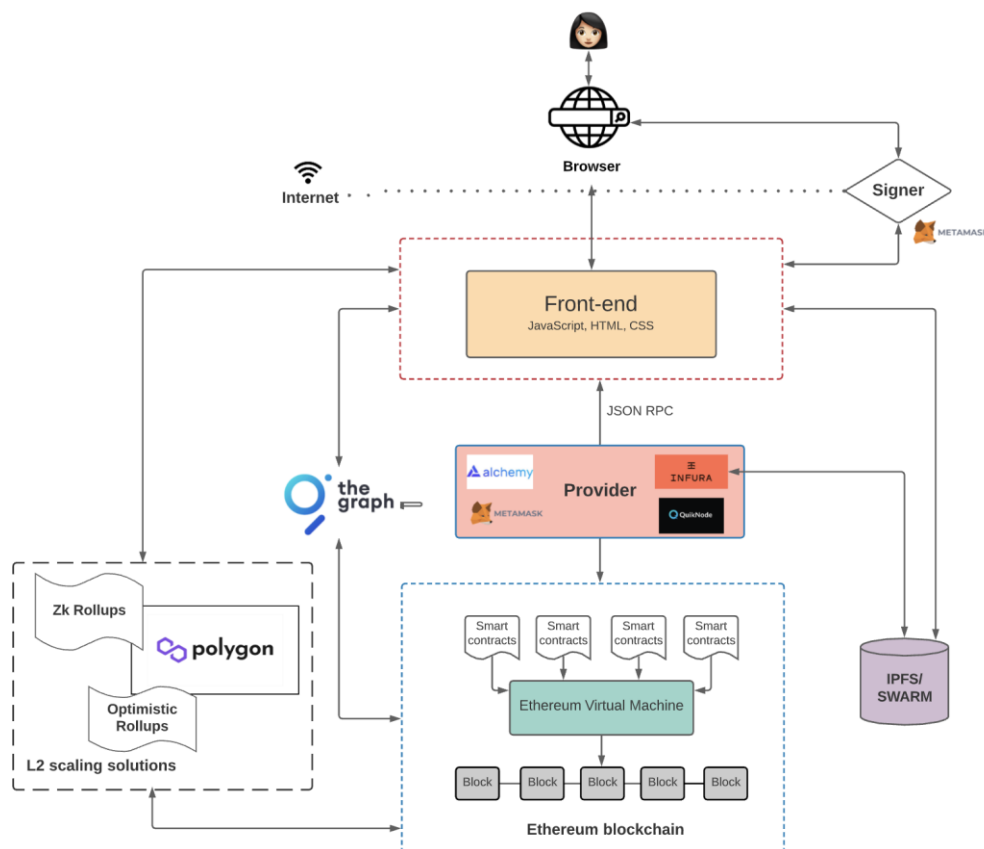 Browser
Internet
Signer
METAMASK
Front-end
JavaScript, HTML, CSS
JSON RPC
alchemy
INFURA
Provider
METAMASK
QuikNode
the
graph
Zk Rollups
polygon
Optimistic
Rollups
L2 scaling solutions
Smart
contracts
Smart
contracts
Smart
contracts
Smart
contracts
Ethereum Virtual Machine
Block
Block
Block
Block
Block
Ethereum blockchain
IPFS/
SWARM